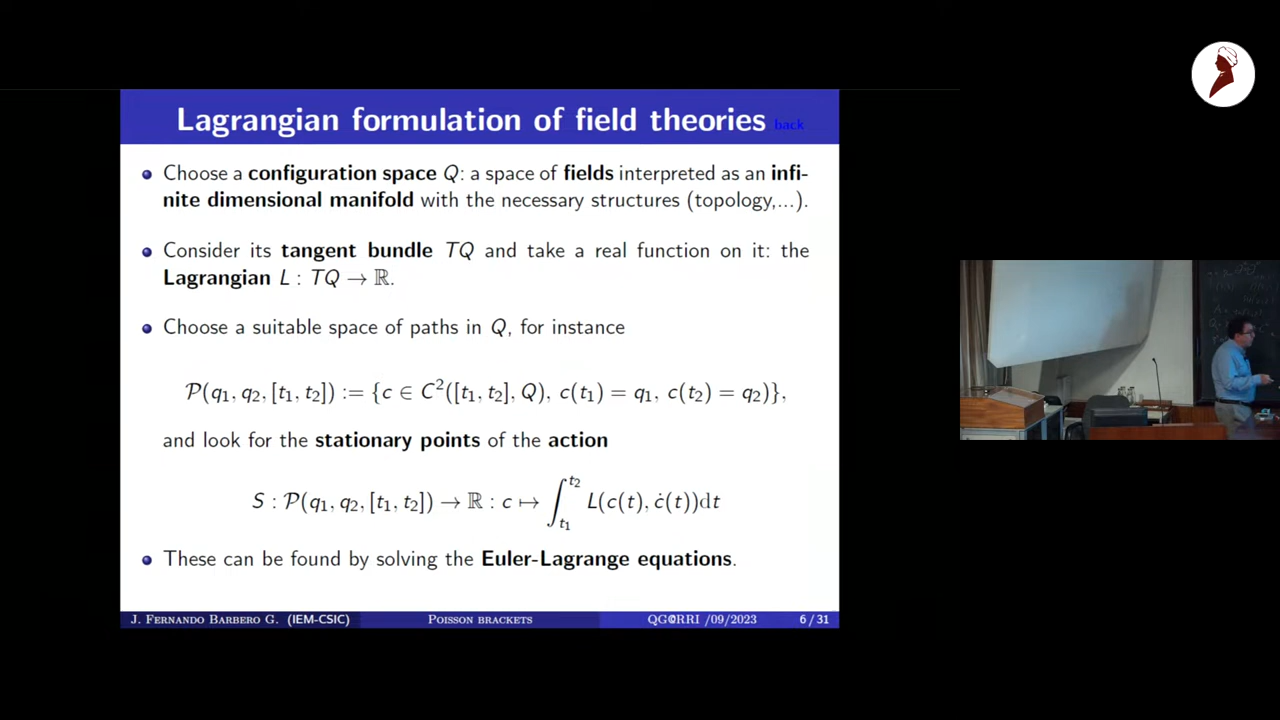 Lagrangian formulation of field theories back
Choose a configuration space Q: a space of fields interpreted as an infi-
nite dimensional manifold with the necessary structures (topology,...).
Consider its tangent bundle TQ and take a real function on it: the
Lagrangian L : TQ → ℝ.
Choose a suitable space of paths in Q, for instance
𝒫(q₁, q₂, [t₁, t₂]) := {c ∈ C²([t₁, t₂], Q), c(t₁) = q₁, c(t₂) = q₂)},
and look for the stationary points of the action
S : 𝒫(q₁, q₂, [t₁, t₂]) → ℝ : c ↦ ∫_{t₁}^{t₂} L(c(t), ċ(t))dt
These can be found by solving the Euler-Lagrange equations.
J. Fernando Barbero G. (IEM-CSIC) Poisson brackets QG@RRI /09/2023 6 / 31